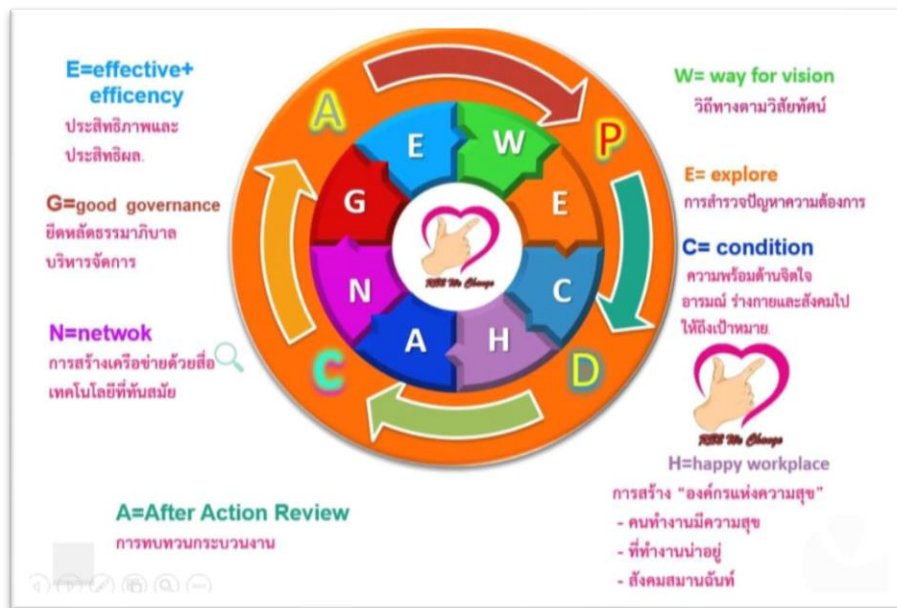 E=effective+
efficency
ประสิทธิภาพและ
ประสิทธิผล.
G=good governance
ยึดหลัดธรรมาภิบาล
บริหารจัดการ
N=netwok
การสร้างเครือข่ายด้วยสื่อ
เทคโนโลยีที่ทันสมัย
A=After Action Review
การทบทวนกระบวนงาน
A
P
D
C
E
W
E
C
H
A
N
G
RBE We Change
W= way for vision
วิถีทางตามวิสัยทัศน์
E= explore
การสำรวจปัญหาความต้องการ
C= condition
ความพร้อมด้านจิตใจ
อารมณ์ ร่างกายและสังคมไป
ให้ถึงเป้าหมาย.
RBE We Change
H=happy workplace
การสร้าง "องค์กรแห่งความสุข"
- คนทำงานมีความสุข
- ที่ทำงานน่าอยู่
- สังคมสมานฉันท์